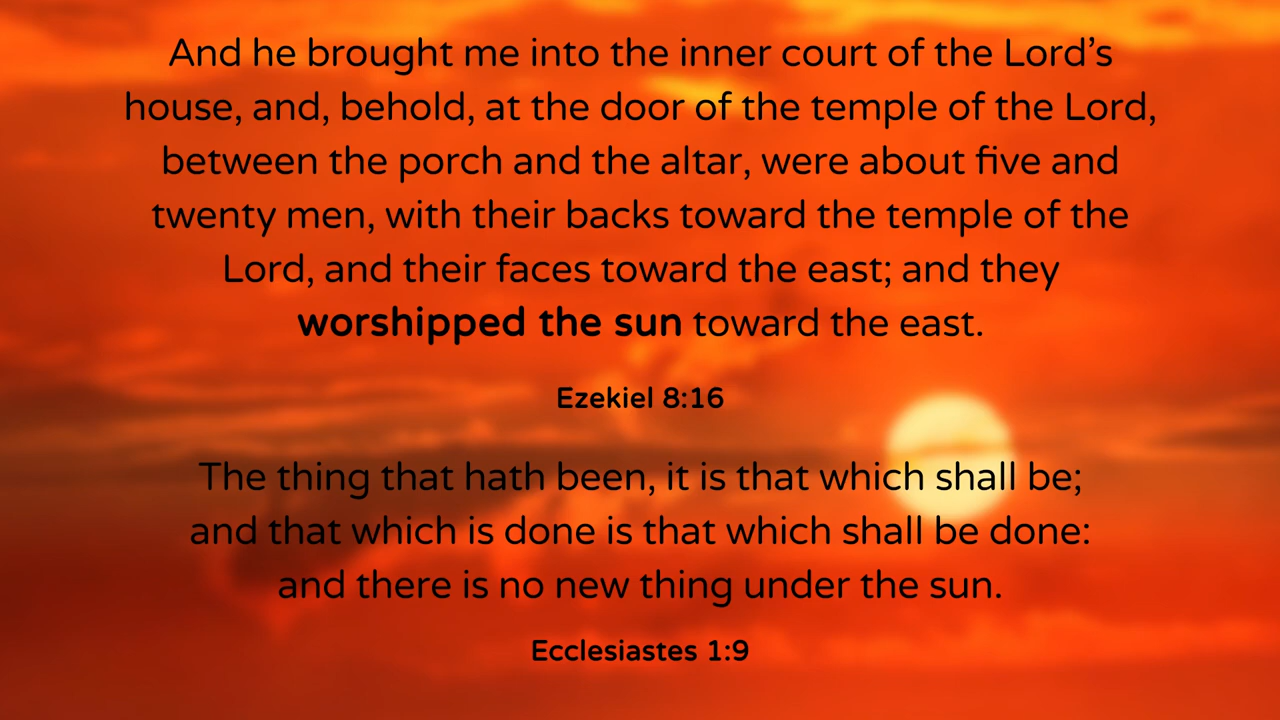 And he brought me into the inner court of the Lord’s
house, and, behold, at the door of the temple of the Lord,
between the porch and the altar, were about five and
twenty men, with their backs toward the temple of the
Lord, and their faces toward the east; and they
worshipped the sun toward the east.
Ezekiel 8:16
The thing that hath been, it is that which shall be;
and that which is done is that which shall be done:
and there is no new thing under the sun.
Ecclesiastes 1:9